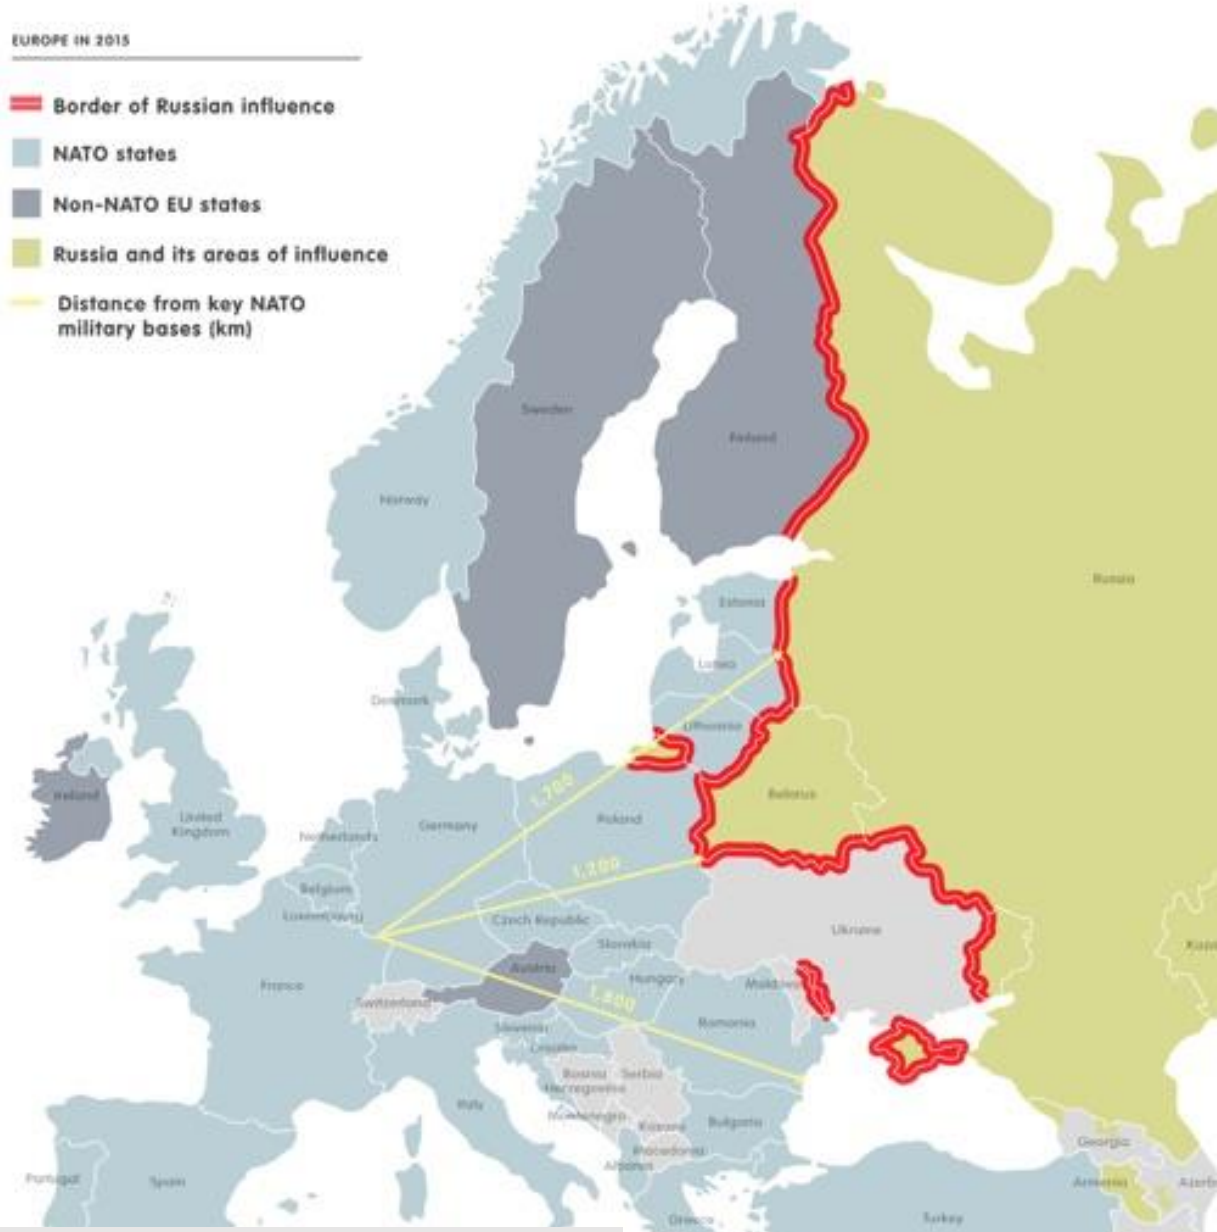 EUROPE IN 2015
Border of Russian influence
NATO states
Non-NATO EU states
Russia and its areas of influence
Distance from key NATO
military bases (km)
Sweden
Finland
Norway
Russia
Estonia
Latvia
Denmark
Lithuania
Ireland
United
Kingdom
Netherlands
Germany
1,700
Poland
Belarus
1,200
Belgium
Luxembourg
Czech Republic
Ukraine
Slovakia
France
Austria
Hungary
Moldova
Switzerland
1,800
Romania
Slovenia
Croatia
Bosnia
Herzegovina
Serbia
Italy
Montenegro
Kosovo
Bulgaria
Macedonia
Albania
Georgia
Portugal
Spain
Armenia
Azerb
Greece
Turkey